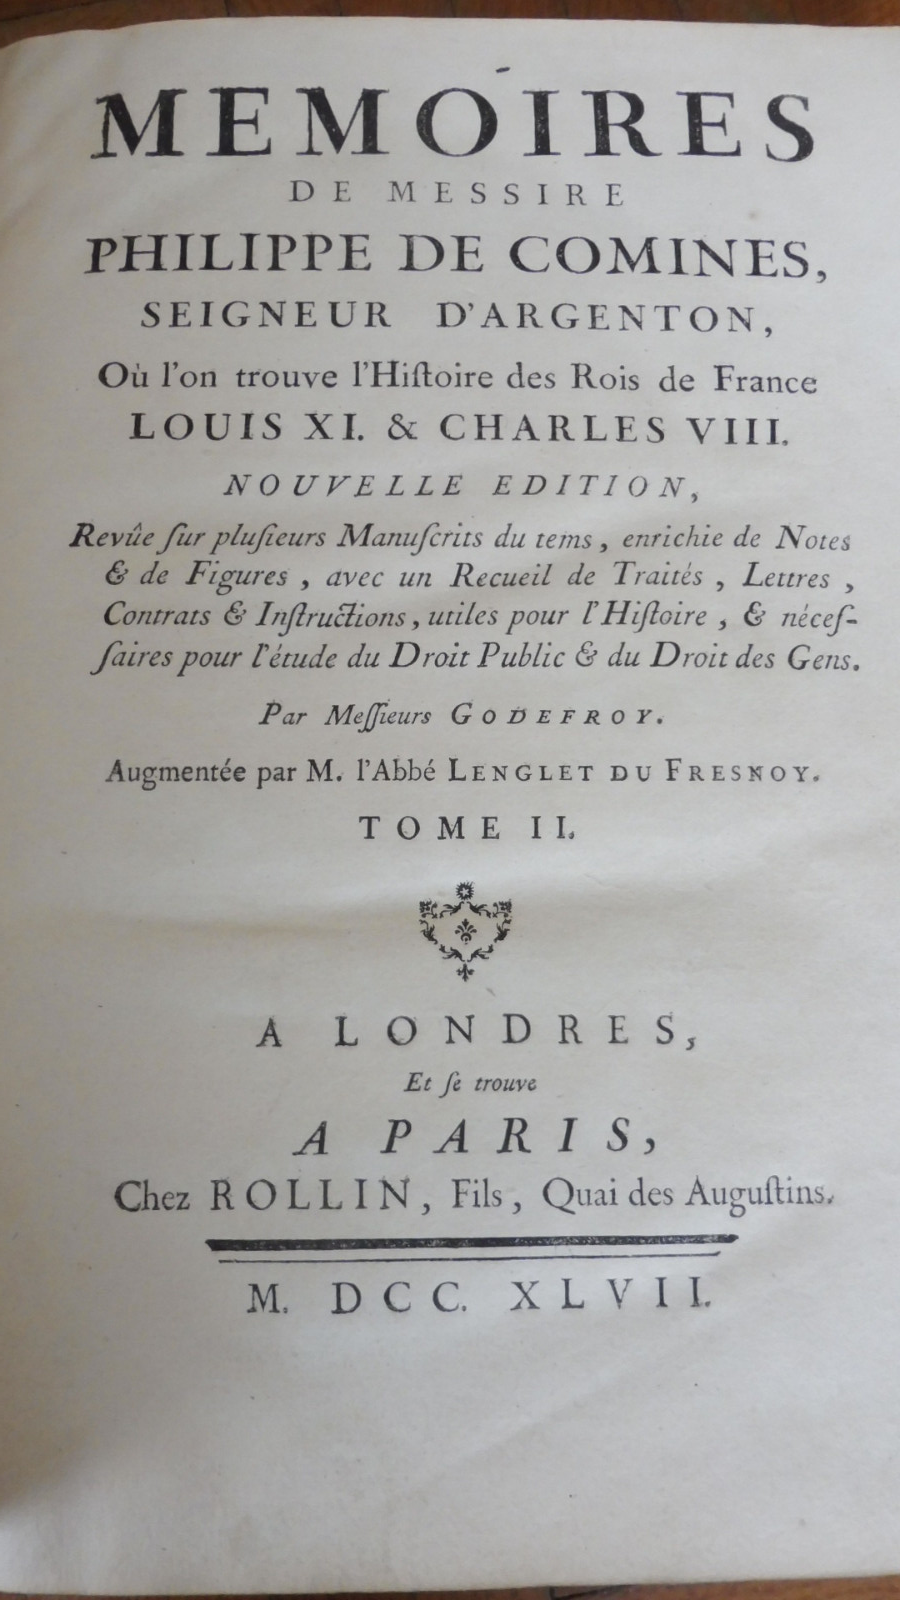 MEMOIRES
DE MESSIRE
PHILIPPE DE COMINES,
SEIGNEUR D'ARGENTON,
Où l'on trouve l'Hiſtoire des Rois de France
LOUIS XI. & CHARLES VIII.
NOUVELLE EDITION,
Revûe ſur pluſieurs Manuſcrits du tems, enrichie de Notes
& de Figures, avec un Recueil de Traités, Lettres,
Contrats & Inſtructions, utiles pour l'Hiſtoire, & néceſ-
ſaires pour l'étude du Droit Public & du Droit des Gens.
Par Meſſieurs GODEFROY.
Augmentée par M. l'Abbé LENGLET DU FRESNOY.
TOME II.
A LONDRES,
Et ſe trouve
A PARIS,
Chez ROLLIN, Fils, Quai des Auguſtins.
M. DCC. XLVII.